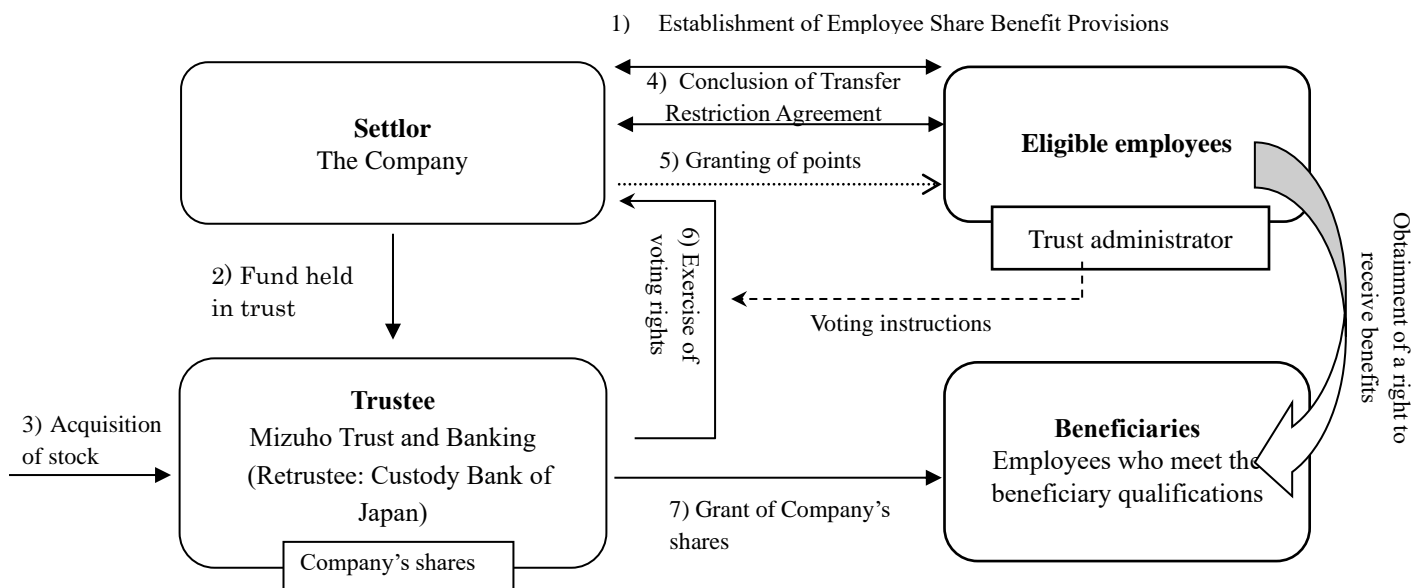 1) Establishment of Employee Share Benefit Provisions
Settlor
The Company
4) Conclusion of Transfer
Restriction Agreement
5) Granting of points
Eligible employees
Trust administrator
2) Fund held
in trust
6) Exercise of
voting rights
Voting instructions
Obtainment of a right to
receive benefits
3) Acquisition
of stock
Trustee
Mizuho Trust and Banking
(Retrustee: Custody Bank of
Japan)
Company’s shares
7) Grant of Company’s
shares
Beneficiaries
Employees who meet the
beneficiary qualifications